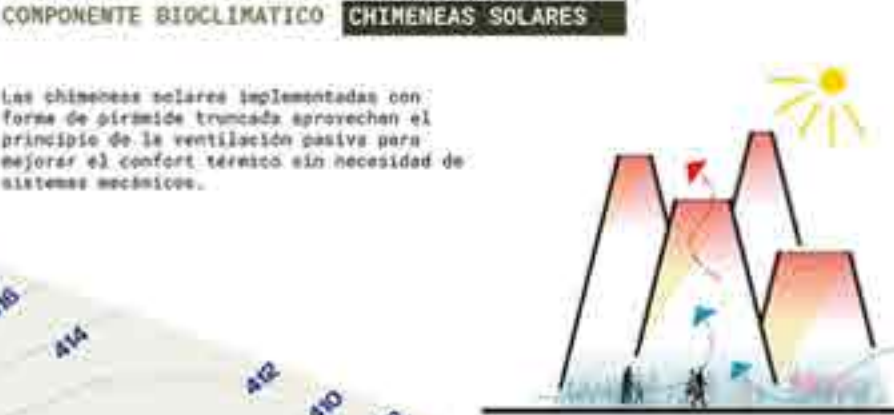 COMPONENTE BIOCLIMATICO CHIMENEAS SOLARES
Las chimeneas solares implementadas con
forma de pirámide truncada aprovechan el
principio de la ventilación pasiva para
mejorar el confort térmico sin necesidad de
sistemas mecánicos.
414
412
410